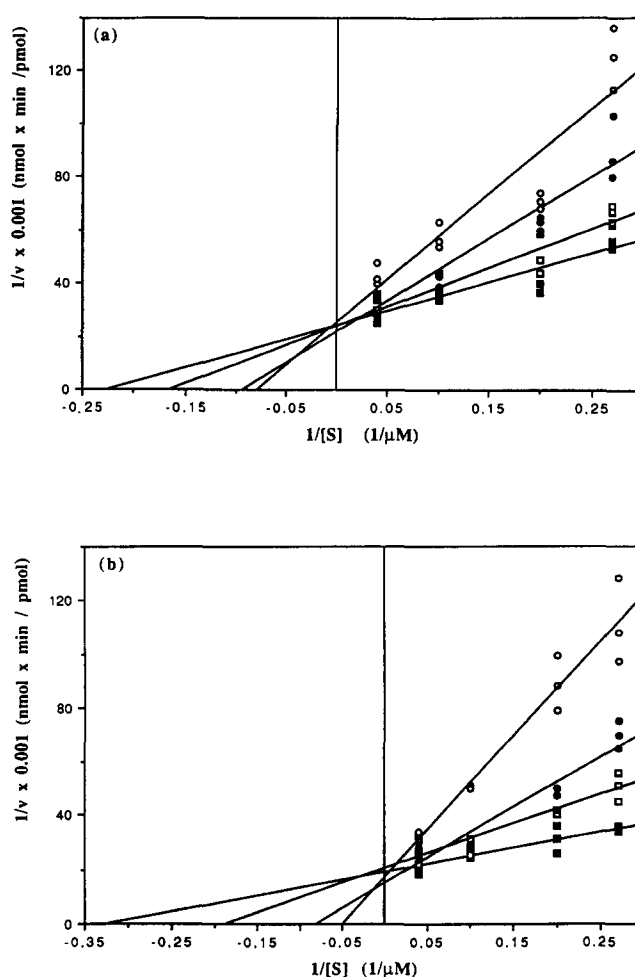 (a)
1/v x 0.001 (nmol x min /pmol)
120
80
40
0
-0.25 -0.15 -0.05 0.05 0.15 0.25
1/[S] (1/μM)
(b)
1/v x 0.001 (nmol x min / pmol)
120
80
40
0
-0.35 -0.25 -0.15 -0.05 0.05 0.15 0.25
1/[S] (1/μM)